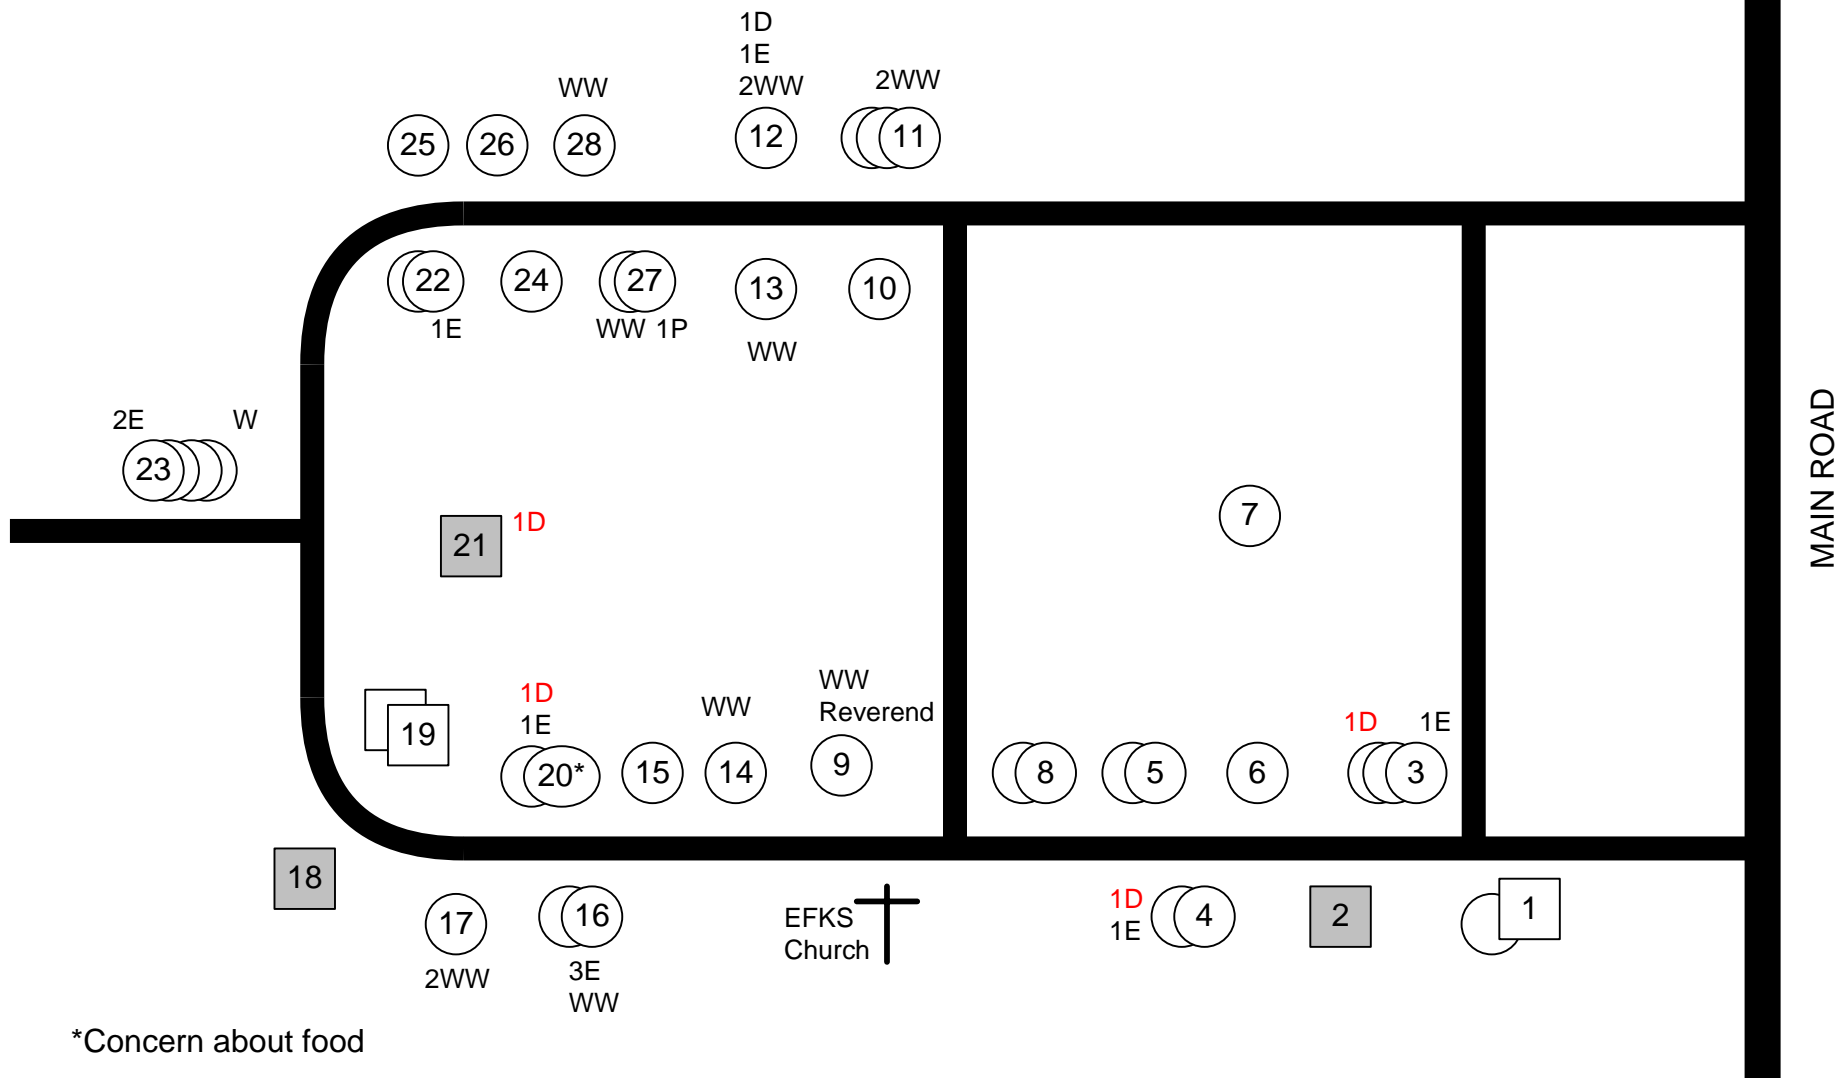 1D
1E
2WW
2WW
WW
25
26
28
12
11
22
24
27
13
10
1E
WW 1P
WW
2E
W
23
MAIN ROAD
7
21
1D
1D
1E
WW
WW
Reverend
1D
1E
19
20*
15
14
9
8
5
6
3
18
17
2WW
16
3E
WW
EFKS
Church
1D
1E
4
2
1
*Concern about food